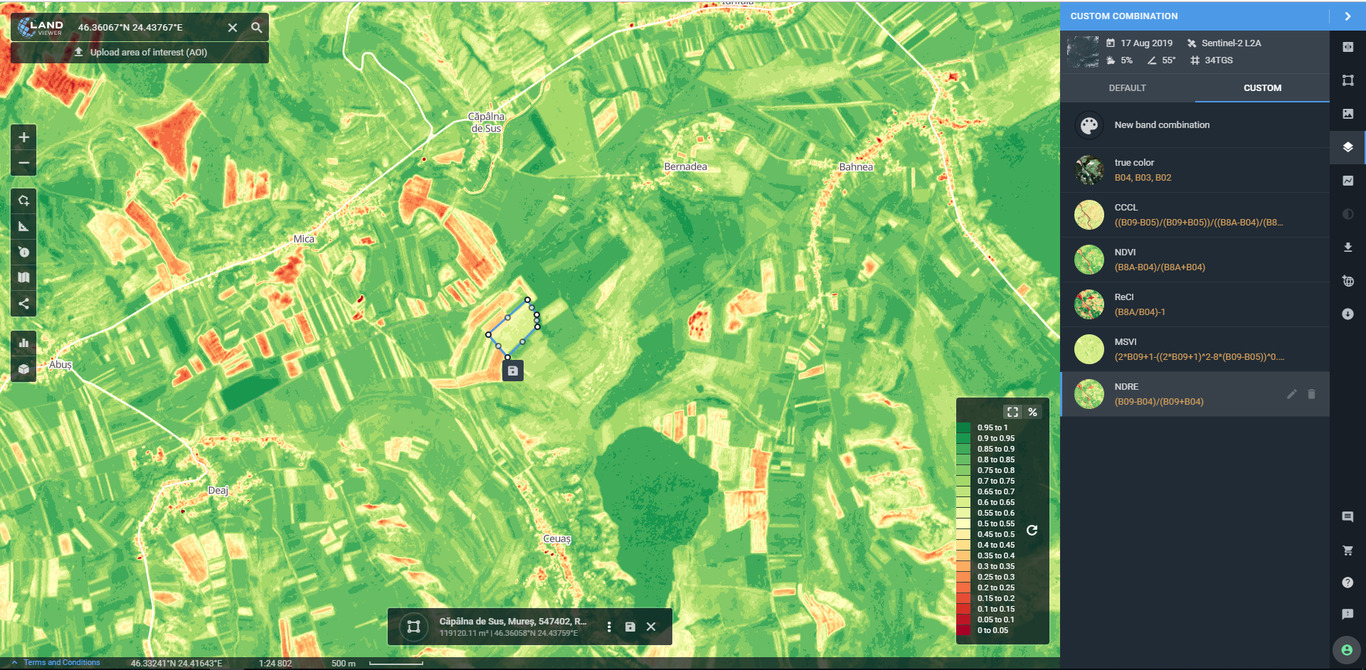 LAND
VIEWER
46.36067°N 24.43767°E
Upload area of interest (AOI)
CUSTOM COMBINATION
17 Aug 2019
Sentinel-2 L2A
5%
55°
34TGS
DEFAULT
CUSTOM
New band combination
true color
B04, B03, B02
CCCL
((B09-B05)/(B09+B05))/((B8A-B04)/(B8...
NDVI
(B8A-B04)/(B8A+B04)
ReCI
(B8A/B04)-1
MSVI
(2*B09+1-((2*B09+1)^2-8*(B09-B05))^0....
NDRE
(B09-B04)/(B09+B04)
Căpâlna
de Sus
Bernadea
Bahnea
Mica
Abuș
Deaj
Ceuaș
%
0.95 to 1
0.9 to 0.95
0.85 to 0.9
0.8 to 0.85
0.75 to 0.8
0.7 to 0.75
0.65 to 0.7
0.6 to 0.65
0.55 to 0.6
0.5 to 0.55
0.45 to 0.5
0.4 to 0.45
0.35 to 0.4
0.3 to 0.35
0.25 to 0.3
0.2 to 0.25
0.15 to 0.2
0.1 to 0.15
0.05 to 0.1
0 to 0.05
Căpâlna de Sus, Mureș, 547402, R...
119120.11 m² | 46.36058°N 24.43759°E
Terms and Conditions
46.33241°N 24.41643°E
1:24 802
500 m